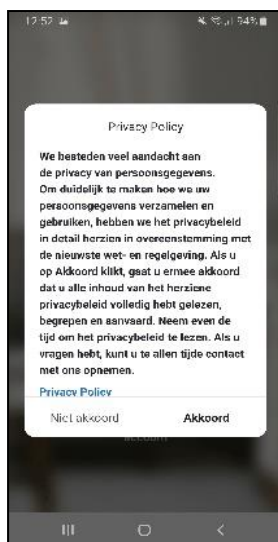 12:52
94%
Privacy Policy
We besteden veel aandacht aan
de privacy van persoonsgegevens.
Om duidelijk te maken hoe we uw
persoonsgegevens verzamelen en
gebruiken, hebben we het privacybeleid
in detail herzien in overeenstemming met
de nieuwste wet- en regelgeving. Als u
op Akkoord klikt, gaat u ermee akkoord
dat u alle inhoud van het herziene
privacybeleid volledig hebt gelezen,
begrepen en aanvaard. Neem even de
tijd om het privacybeleid te lezen. Als u
vragen hebt, kunt u te allen tijde contact
met ons opnemen.
Privacy Policy
Niet akkoord Akkoord